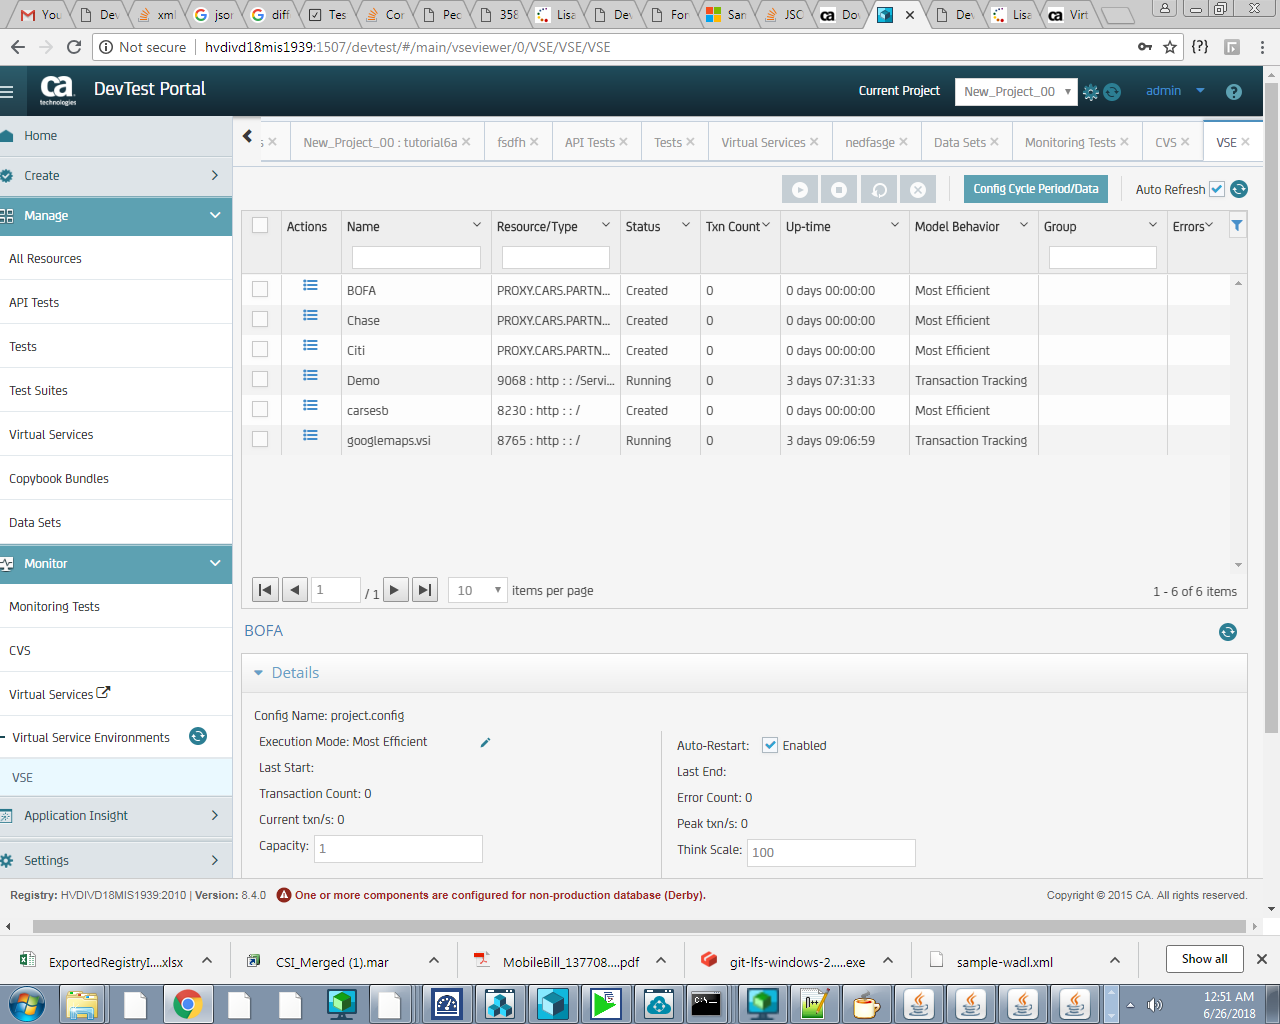 You
Dev
xml
json
diff
Tes
Cor
Pec
358
Lisa
Dev
For
San
JSC
Dov
Dev
Lisa
Virt
Not secure
hvdivd18mis1939:1507/devtest/#/main/vseviewer/0/VSE/VSE/VSE
{?}
ca
technologies
DevTest Portal
Current Project
New_Project_00
admin
?
Home
Create
Manage
All Resources
API Tests
Tests
Test Suites
Virtual Services
Copybook Bundles
Data Sets
Monitor
Monitoring Tests
CVS
Virtual Services
Virtual Service Environments
VSE
Application Insight
Settings
s
New_Project_00 : tutorial6a
fsdfh
API Tests
Tests
Virtual Services
nedfasge
Data Sets
Monitoring Tests
CVS
VSE
Config Cycle Period/Data
Auto Refresh
Actions Name Resource/Type Status Txn Count Up-time Model Behavior Group Errors
BOFA PROXY.CARS.PARTN... Created 0 0 days 00:00:00 Most Efficient
Chase PROXY.CARS.PARTN... Created 0 0 days 00:00:00 Most Efficient
Citi PROXY.CARS.PARTN... Created 0 0 days 00:00:00 Most Efficient
Demo 9068 : http : : /Servi... Running 0 3 days 07:31:33 Transaction Tracking
carsesb 8230 : http : : / Created 0 0 days 00:00:00 Most Efficient
googlemaps.vsi 8765 : http : : / Running 0 3 days 09:06:59 Transaction Tracking
1 / 1 10 items per page
1 - 6 of 6 items
BOFA
Details
Config Name: project.config
Execution Mode: Most Efficient
Last Start:
Transaction Count: 0
Current txn/s: 0
Capacity: 1
Auto-Restart: Enabled
Last End:
Error Count: 0
Peak txn/s: 0
Think Scale: 100
Registry: HVDIVD18MIS1939:2010 | Version: 8.4.0
One or more components are configured for non-production database (Derby).
Copyright © 2015 CA. All rights reserved.
ExportedRegistryI....xlsx
CSI_Merged (1).mar
MobileBill_137708....pdf
git-lfs-windows-2.....exe
sample-wadl.xml
Show all
12:51 AM
6/26/2018